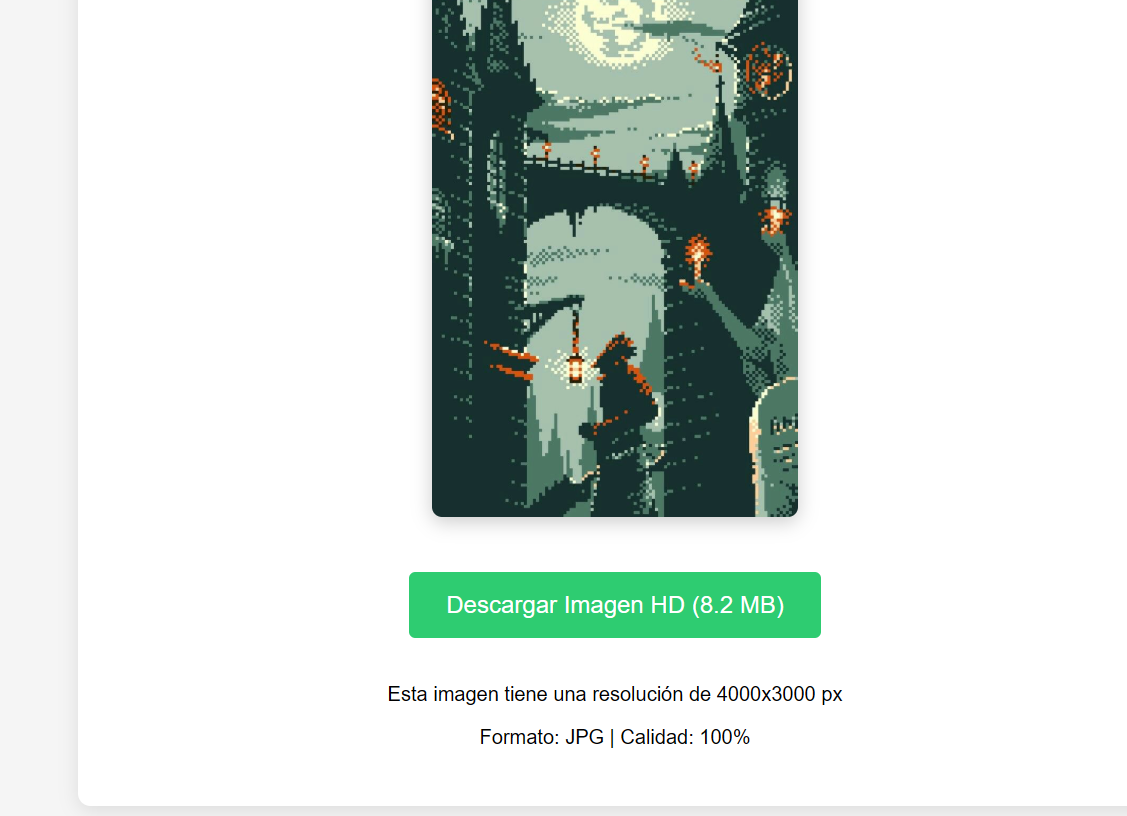 Descargar Imagen HD (8.2 MB)
Esta imagen tiene una resolución de 4000x3000 px
Formato: JPG | Calidad: 100%